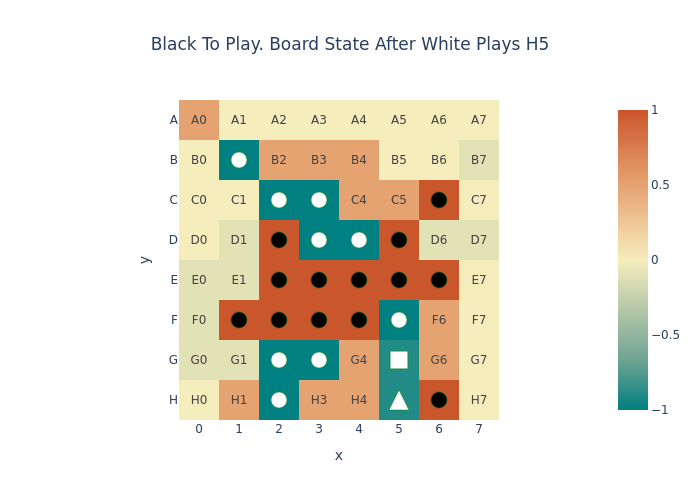 Black To Play. Board State After White Plays H5
A A0 A1 A2 A3 A4 A5 A6 A7
B B0 B2 B3 B4 B5 B6 B7
C C0 C1 C4 C5 C7
D D0 D1 D6 D7
E E0 E1 E7
F F0 F6 F7
G G0 G1 G4 G6 G7
H H0 H1 H3 H4 H7
0 1 2 3 4 5 6 7
x
y
1
0.5
0
−0.5
−1